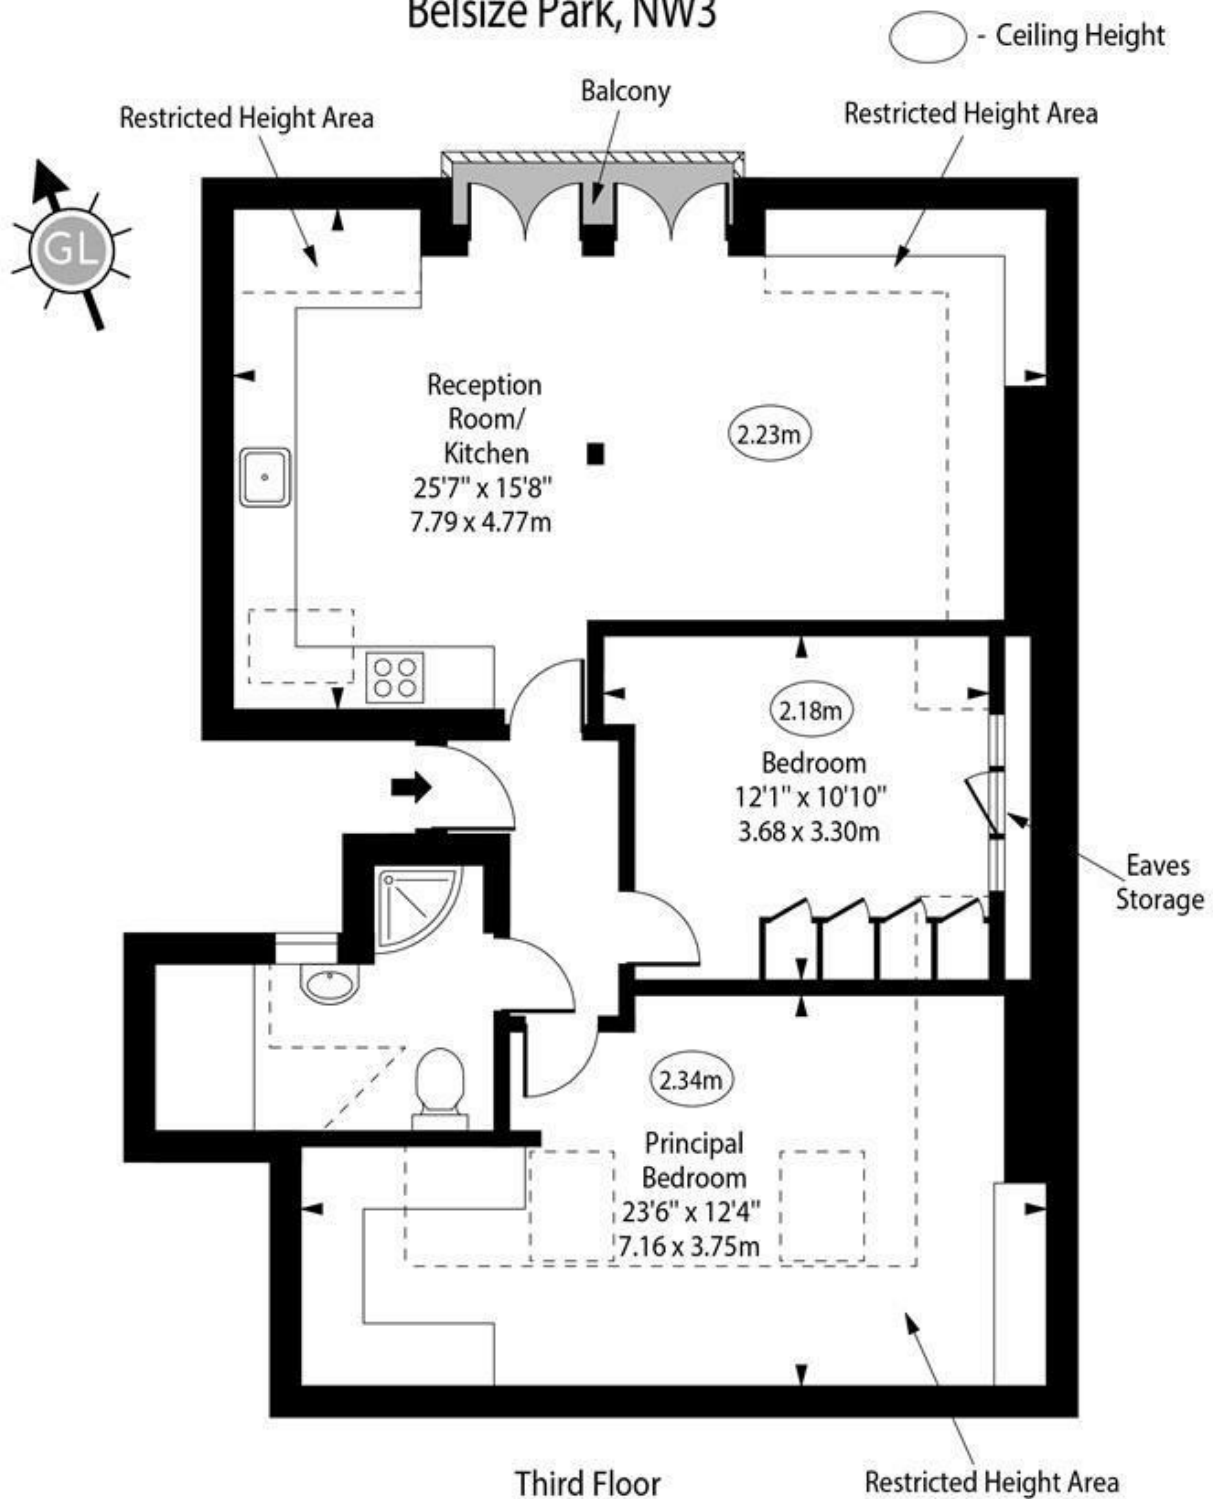 Belsize Park, NW3
- Ceiling Height
Balcony
Restricted Height Area
Restricted Height Area
GL
Reception
Room/
Kitchen
25'7" x 15'8"
7.79 x 4.77m
2.23m
2.18m
Bedroom
12'1" x 10'10"
3.68 x 3.30m
Eaves
Storage
2.34m
Principal
Bedroom
23'6" x 12'4"
7.16 x 3.75m
Third Floor
Restricted Height Area